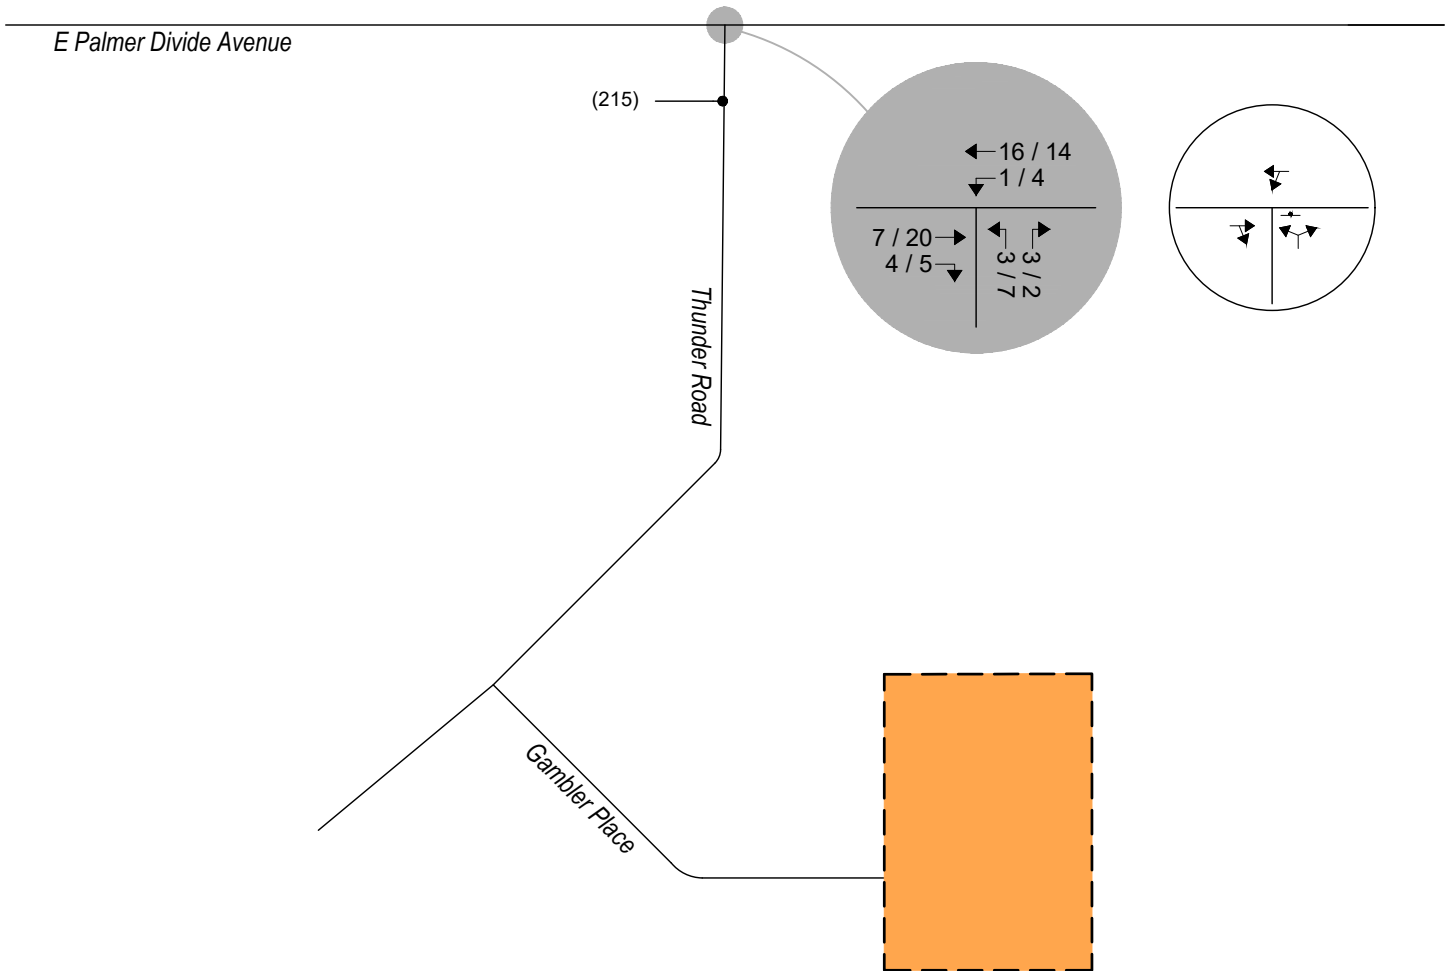 E Palmer Divide Avenue
(215)
16 / 14
1 / 4
7 / 20
4 / 5
3 / 7
3 / 2
Thunder Road
Gambler Place